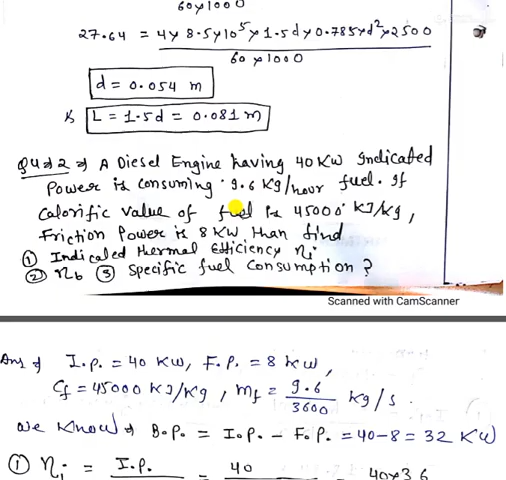 60 x 1000
27.64 = 4 x 8.5 x 10⁵ x 1.5d x 0.785 x d² x 2500
60 x 1000
d = 0.054 m
& L = 1.5d = 0.081 m
A Diesel Engine having 40 KW Indicated
Power is consuming 9.6 Kg/hour fuel. If
Calorific value of fuel is 45000 KJ/Kg,
Friction Power is 8 KW than find
① Indicated thermal Efficiency ηi
② ηb ③ Specific fuel Consumption?
Scanned with CamScanner
Ans → I.P. = 40 KW, F.P. = 8 KW,
Cf = 45000 KJ/Kg, mf = 9.6 / 3600 Kg/s.
We Know → B.P. = I.P. - F.P. = 40-8 = 32 KW
① ηi = I.P. = 40 = 40x3.6